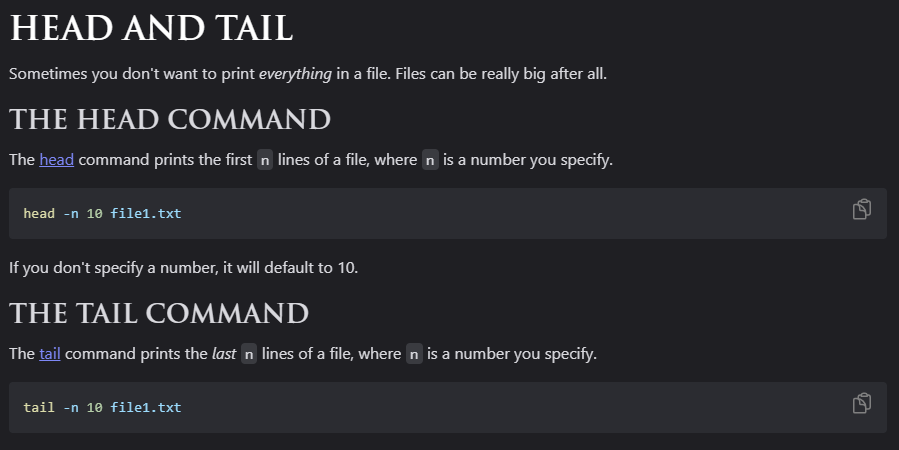 HEAD AND TAIL
Sometimes you don't want to print everything in a file. Files can be really big after all.
THE HEAD COMMAND
The head command prints the first n lines of a file, where n is a number you specify.
head -n 10 file1.txt
If you don't specify a number, it will default to 10.
THE TAIL COMMAND
The tail command prints the last n lines of a file, where n is a number you specify.
tail -n 10 file1.txt